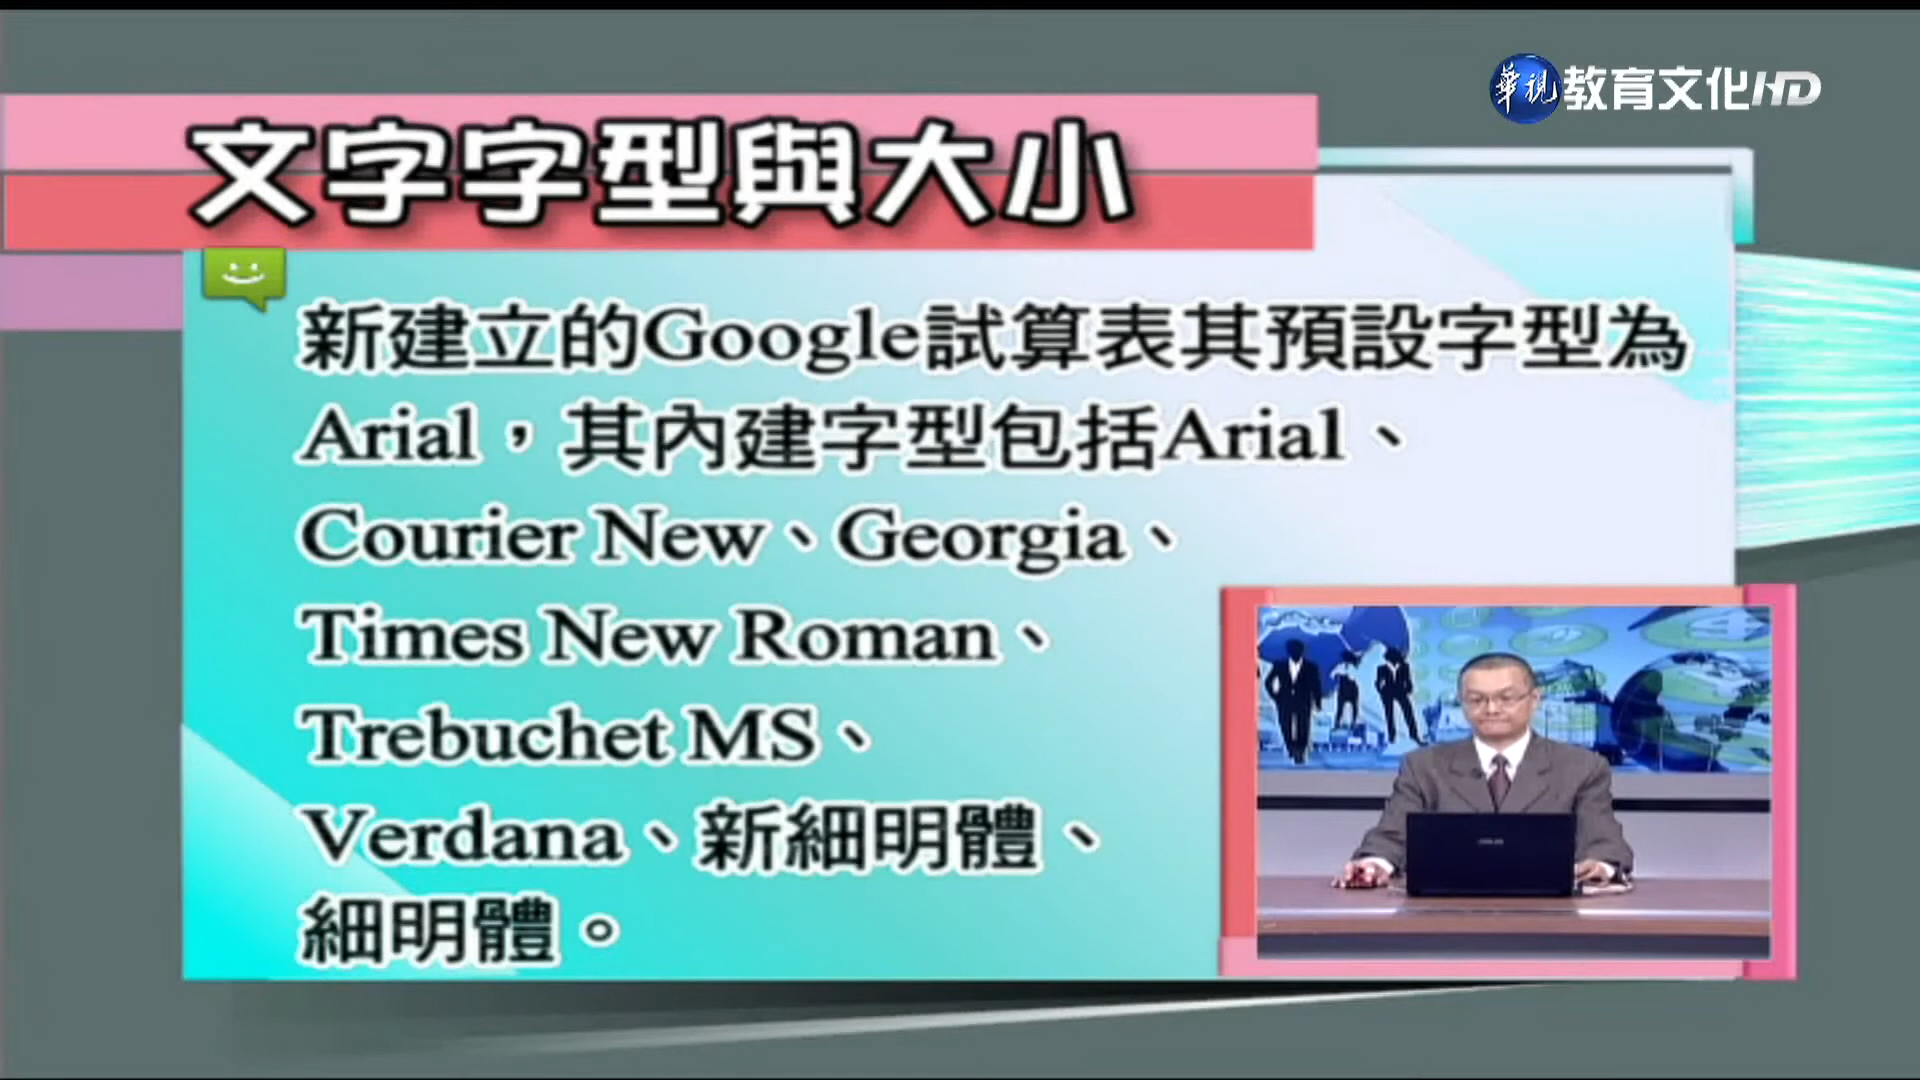 華視教育文化HD
文字字型與大小
新建立的Google試算表其預設字型為
Arial，其內建字型包括Arial、
Courier New、Georgia、
Times New Roman、
Trebuchet MS、
Verdana、新細明體、
細明體。
ASUS